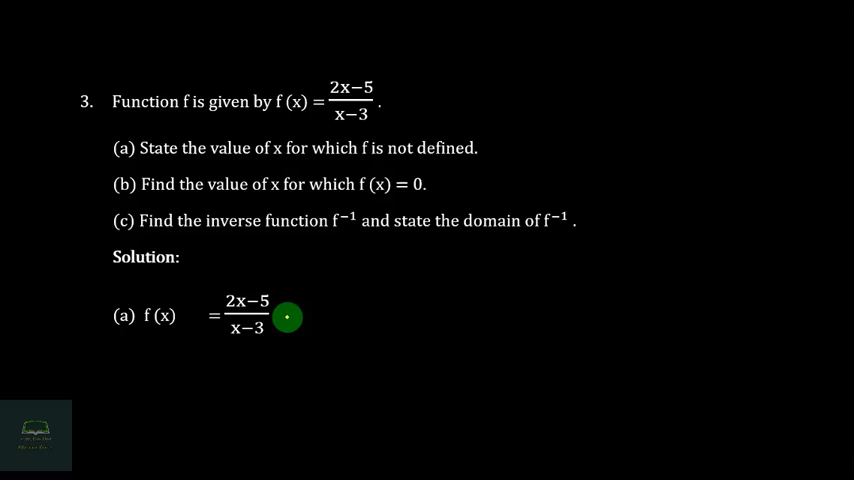 3. Function f is given by f (x) = \frac{2x−5}{x−3} .
(a) State the value of x for which f is not defined.
(b) Find the value of x for which f (x) = 0.
(c) Find the inverse function f⁻¹ and state the domain of f⁻¹ .
Solution:
(a) f (x) = \frac{2x−5}{x−3}